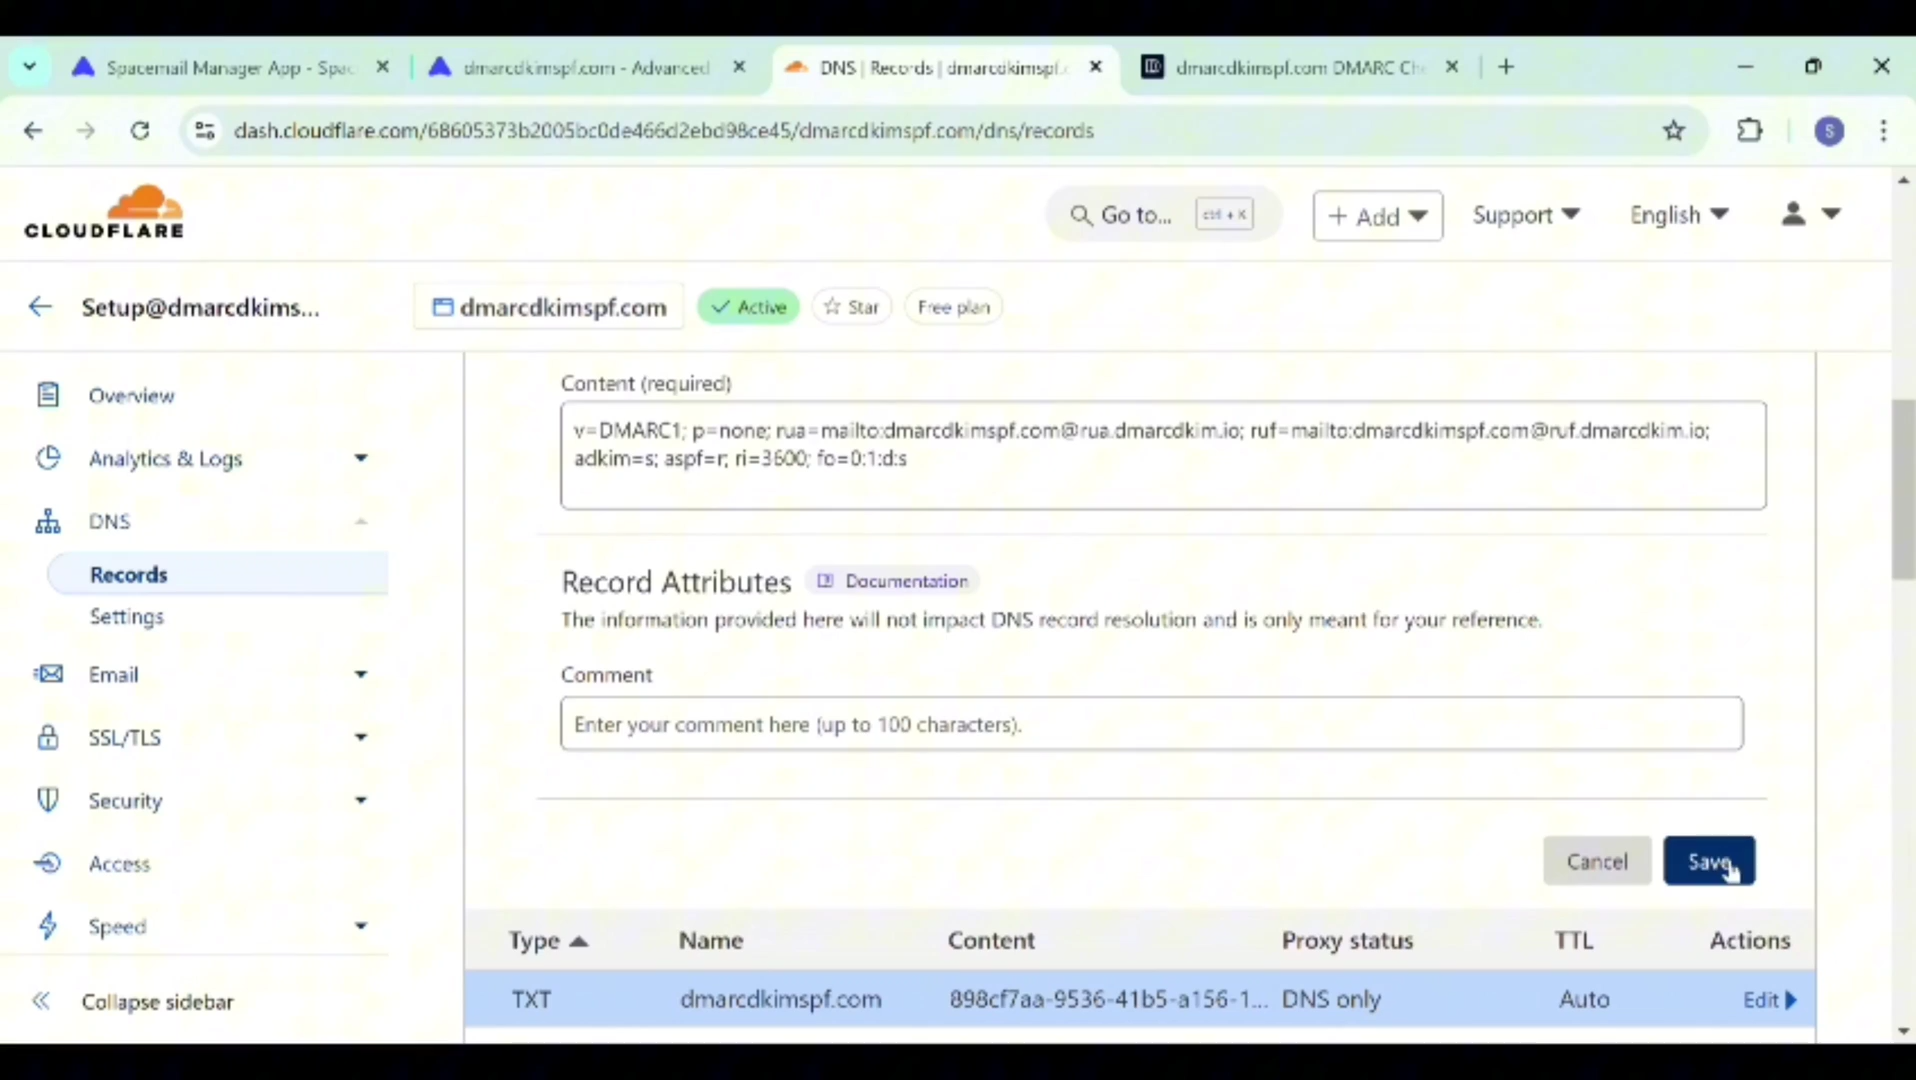 Spacemail Manager App - Spac
dmarcdkimspf.com - Advanced
DNS | Records | dmarcdkimspf.c
dmarcdkimspf.com DMARC Che
dash.cloudflare.com/68605373b2005bc0de466d2ebd98ce45/dmarcdkimspf.com/dns/records
S
CLOUDFLARE
Go to...
ctrl + K
+ Add
Support
English
Setup@dmarcdkims...
dmarcdkimspf.com
Active
Star
Free plan
Overview
Analytics & Logs
DNS
Records
Settings
Email
SSL/TLS
Security
Access
Speed
Collapse sidebar
Content (required)
v=DMARC1; p=none; rua=mailto:dmarcdkimspf.com@rua.dmarcdkim.io; ruf=mailto:dmarcdkimspf.com@ruf.dmarcdkim.io;
adkim=s; aspf=r; ri=3600; fo=0:1:d:s
Record Attributes
Documentation
The information provided here will not impact DNS record resolution and is only meant for your reference.
Comment
Enter your comment here (up to 100 characters).
Cancel
Save
Type Name Content Proxy status TTL Actions
TXT dmarcdkimspf.com 898cf7aa-9536-41b5-a156-1... DNS only Auto Edit